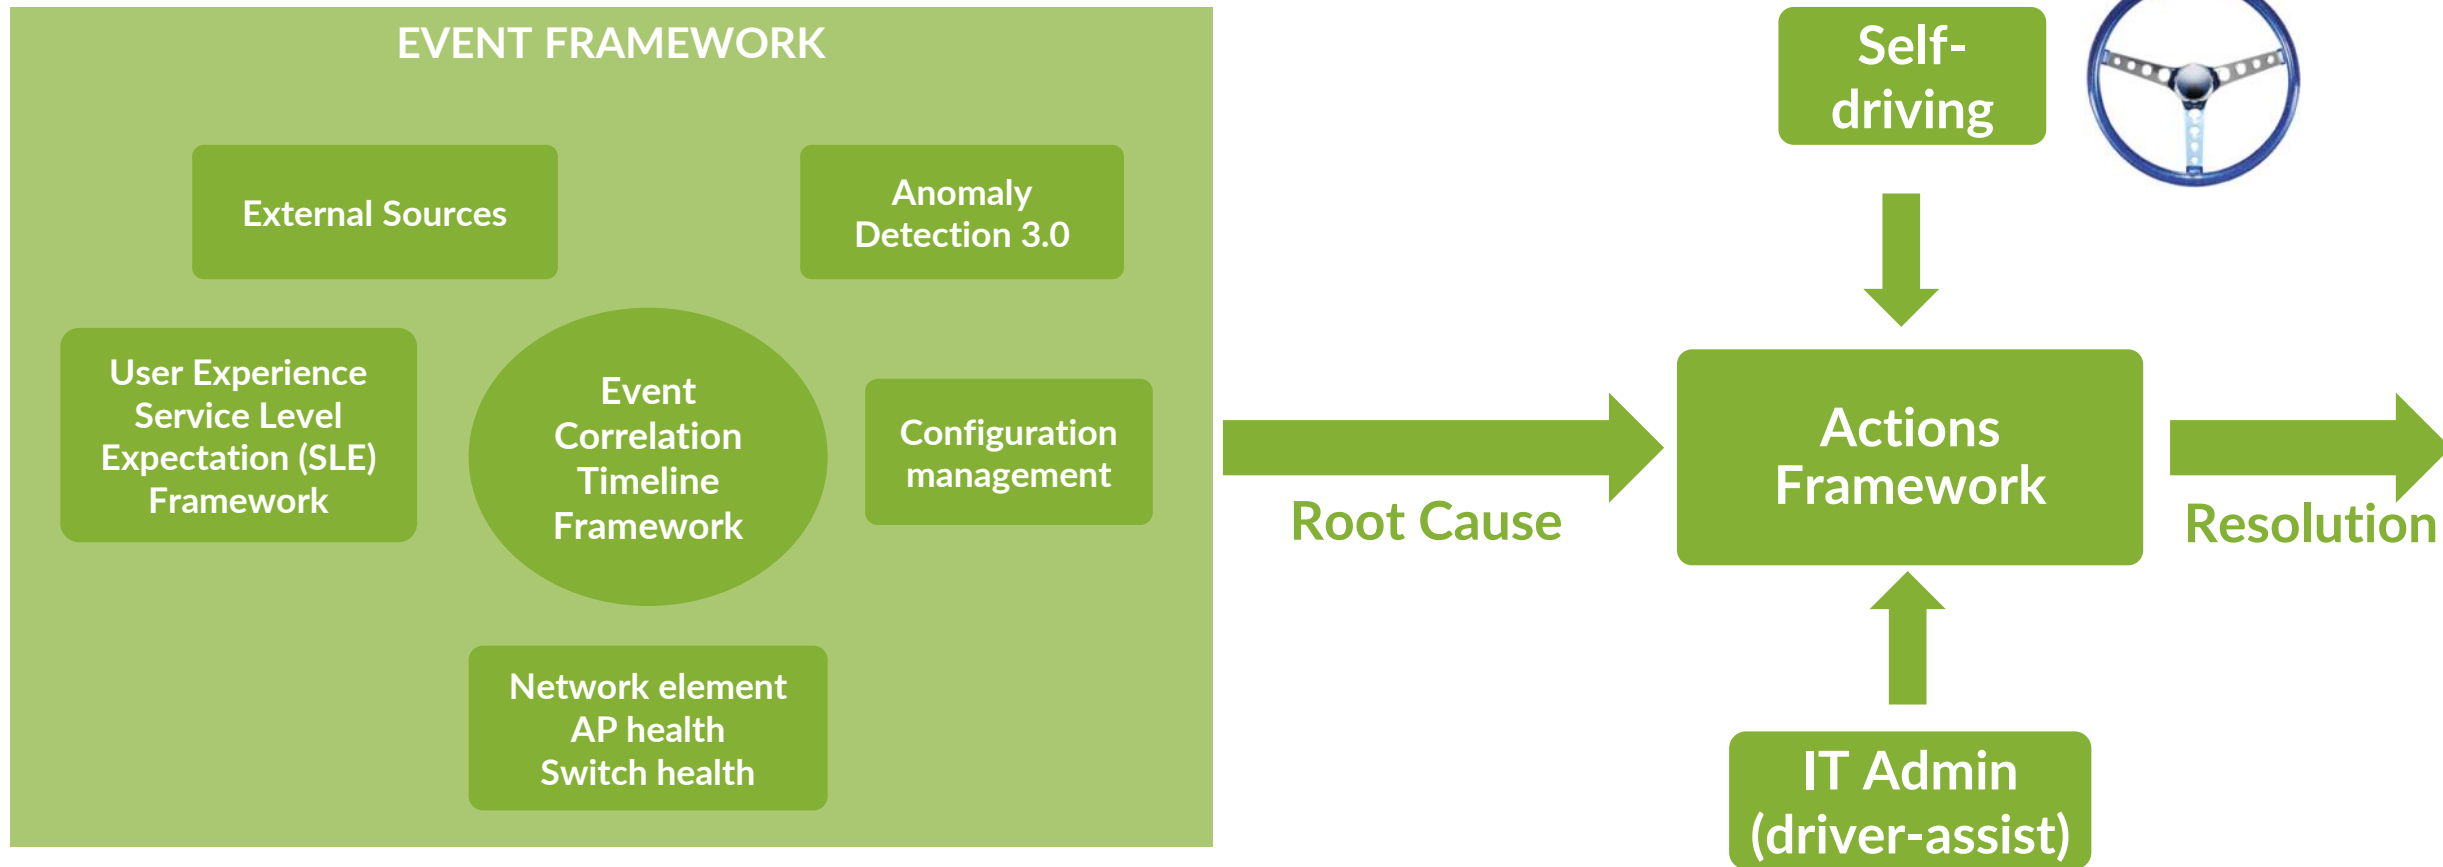 EVENT FRAMEWORK
External Sources
Anomaly
Detection 3.0
User Experience
Service Level
Expectation (SLE)
Framework
Event
Correlation
Timeline
Framework
Configuration
management
Network element
AP health
Switch health
Root Cause
Self-
driving
Actions
Framework
Resolution
IT Admin
(driver-assist)